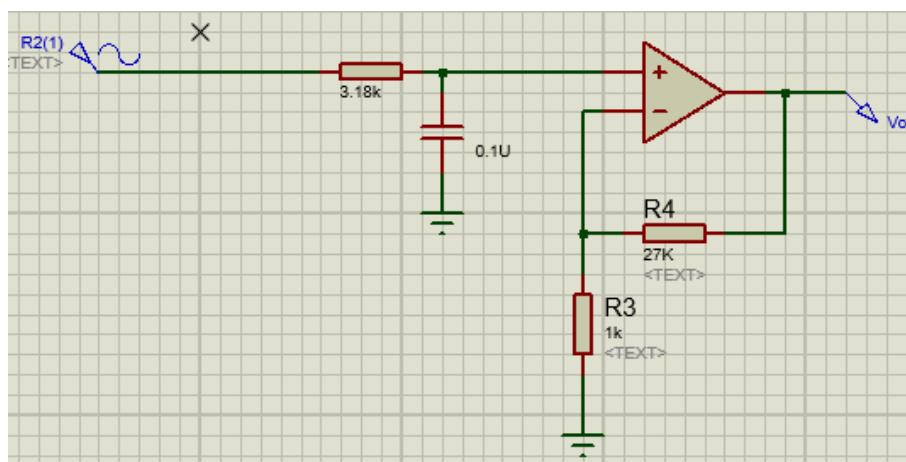 R2(1)
<TEXT>
3.18k
0.1U
+
−
Vo
R4
27K
<TEXT>
R3
1k
<TEXT>